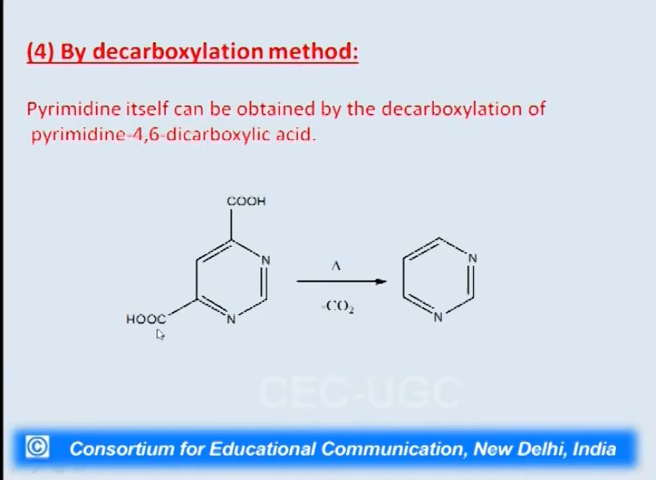 (4) By decarboxylation method:
Pyrimidine itself can be obtained by the decarboxylation of
pyrimidine-4,6-dicarboxylic acid.
COOH
N
N
Δ
-CO₂
HOOC
N
N
CEC-UGC
© Consortium for Educational Communication, New Delhi, India